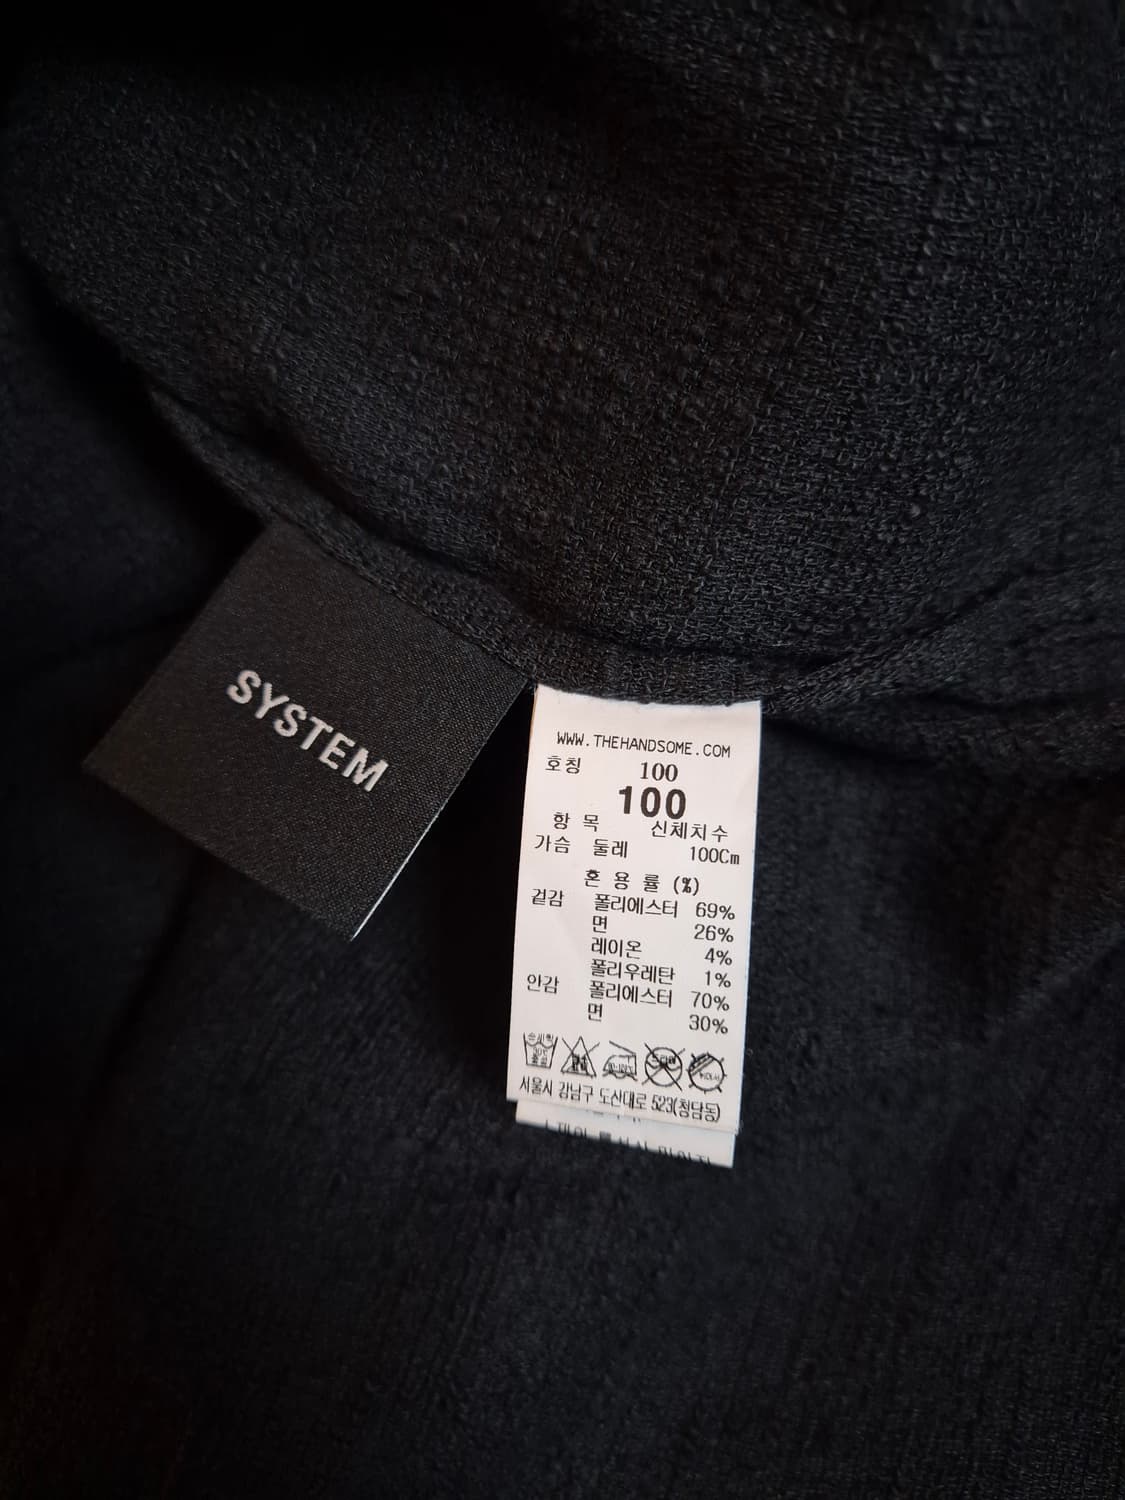 SYSTEM
WWW.THEHANDSOME.COM
호칭 100
100
항 목 신체치수
가슴 둘레 100Cm
혼 용 률 (%)
겉감 폴리에스터 69%
면 26%
레이온 4%
폴리우레탄 1%
안감 폴리에스터 70%
면 30%
서울시 강남구 도산대로 523(청담동)